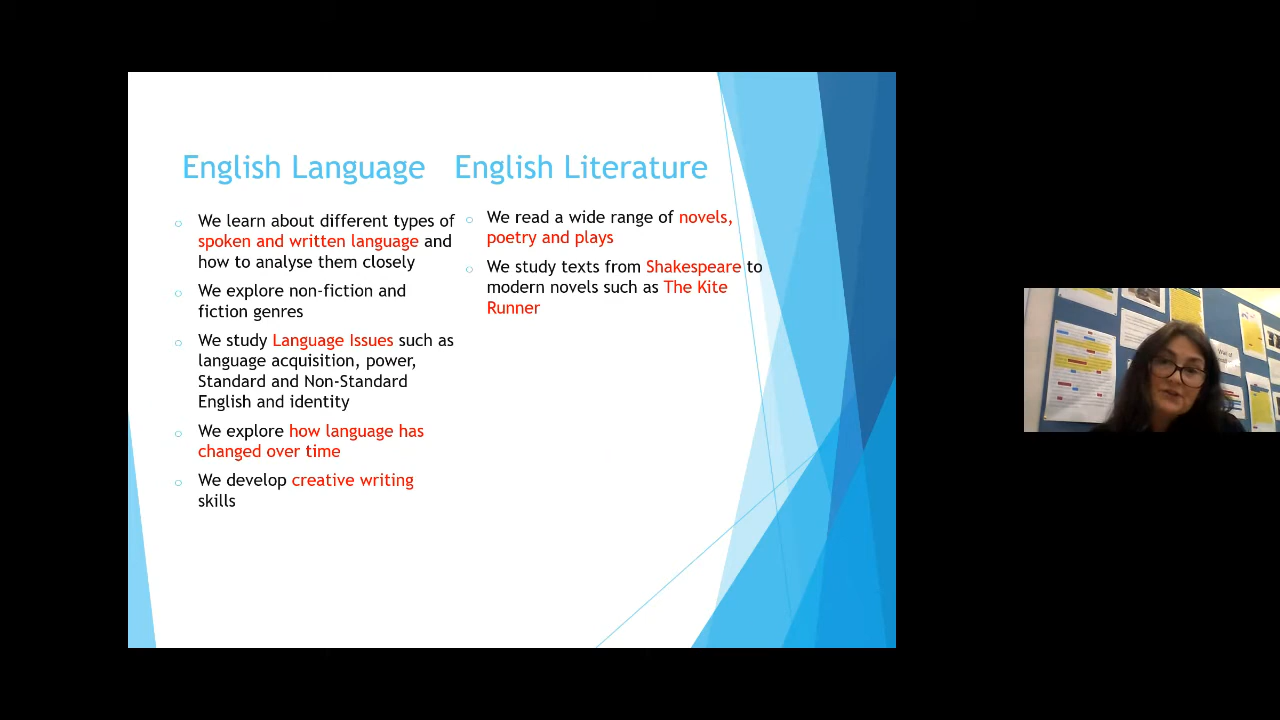 English Language
We learn about different types of
spoken and written language and
how to analyse them closely
We explore non-fiction and
fiction genres
We study Language Issues such as
language acquisition, power,
Standard and Non-Standard
English and identity
We explore how language has
changed over time
We develop creative writing
skills
English Literature
We read a wide range of novels,
poetry and plays
We study texts from Shakespeare to
modern novels such as The Kite
Runner
Wall of